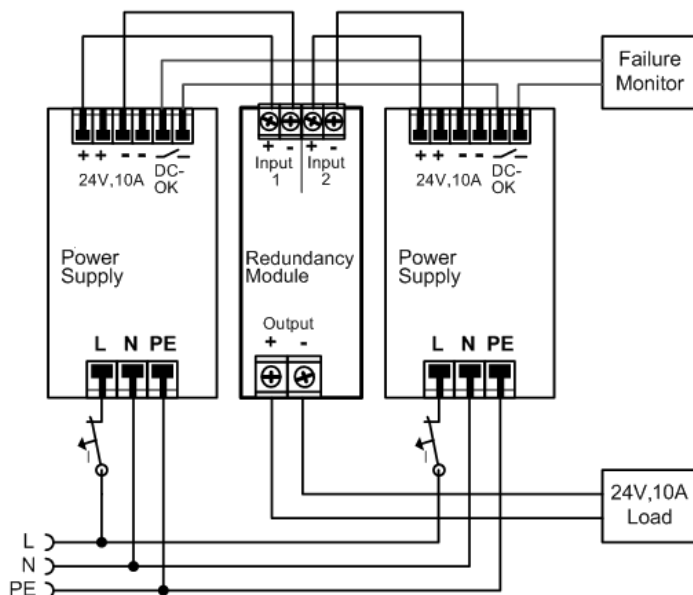 Failure
Monitor
+ + - -
24V,10A
DC-
OK
Power
Supply
L N PE
+ - + -
Input
1
Input
2
Redundancy
Module
Output
+ -
+ + - -
24V,10A
DC-
OK
Power
Supply
L N PE
24V,10A
Load
L
N
PE